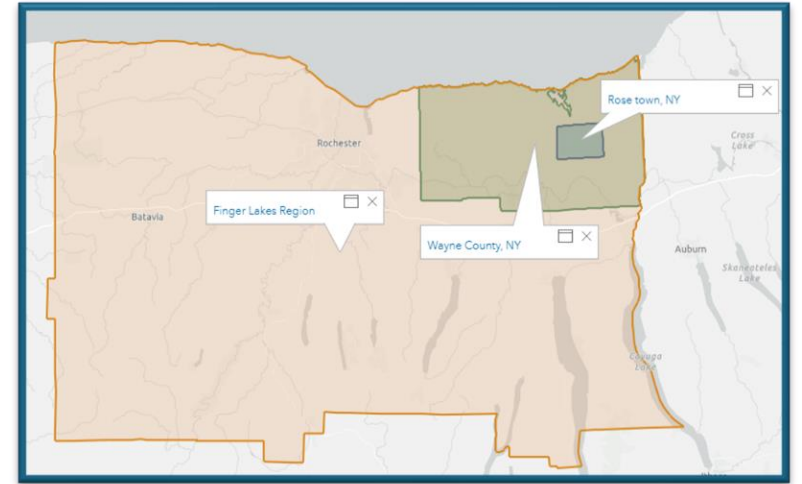 Rose town, NY
Cross
Lake
Rochester
Finger Lakes Region
Batavia
Wayne County, NY
Auburn
Skaneateles
Lake
Cayuga
Lake